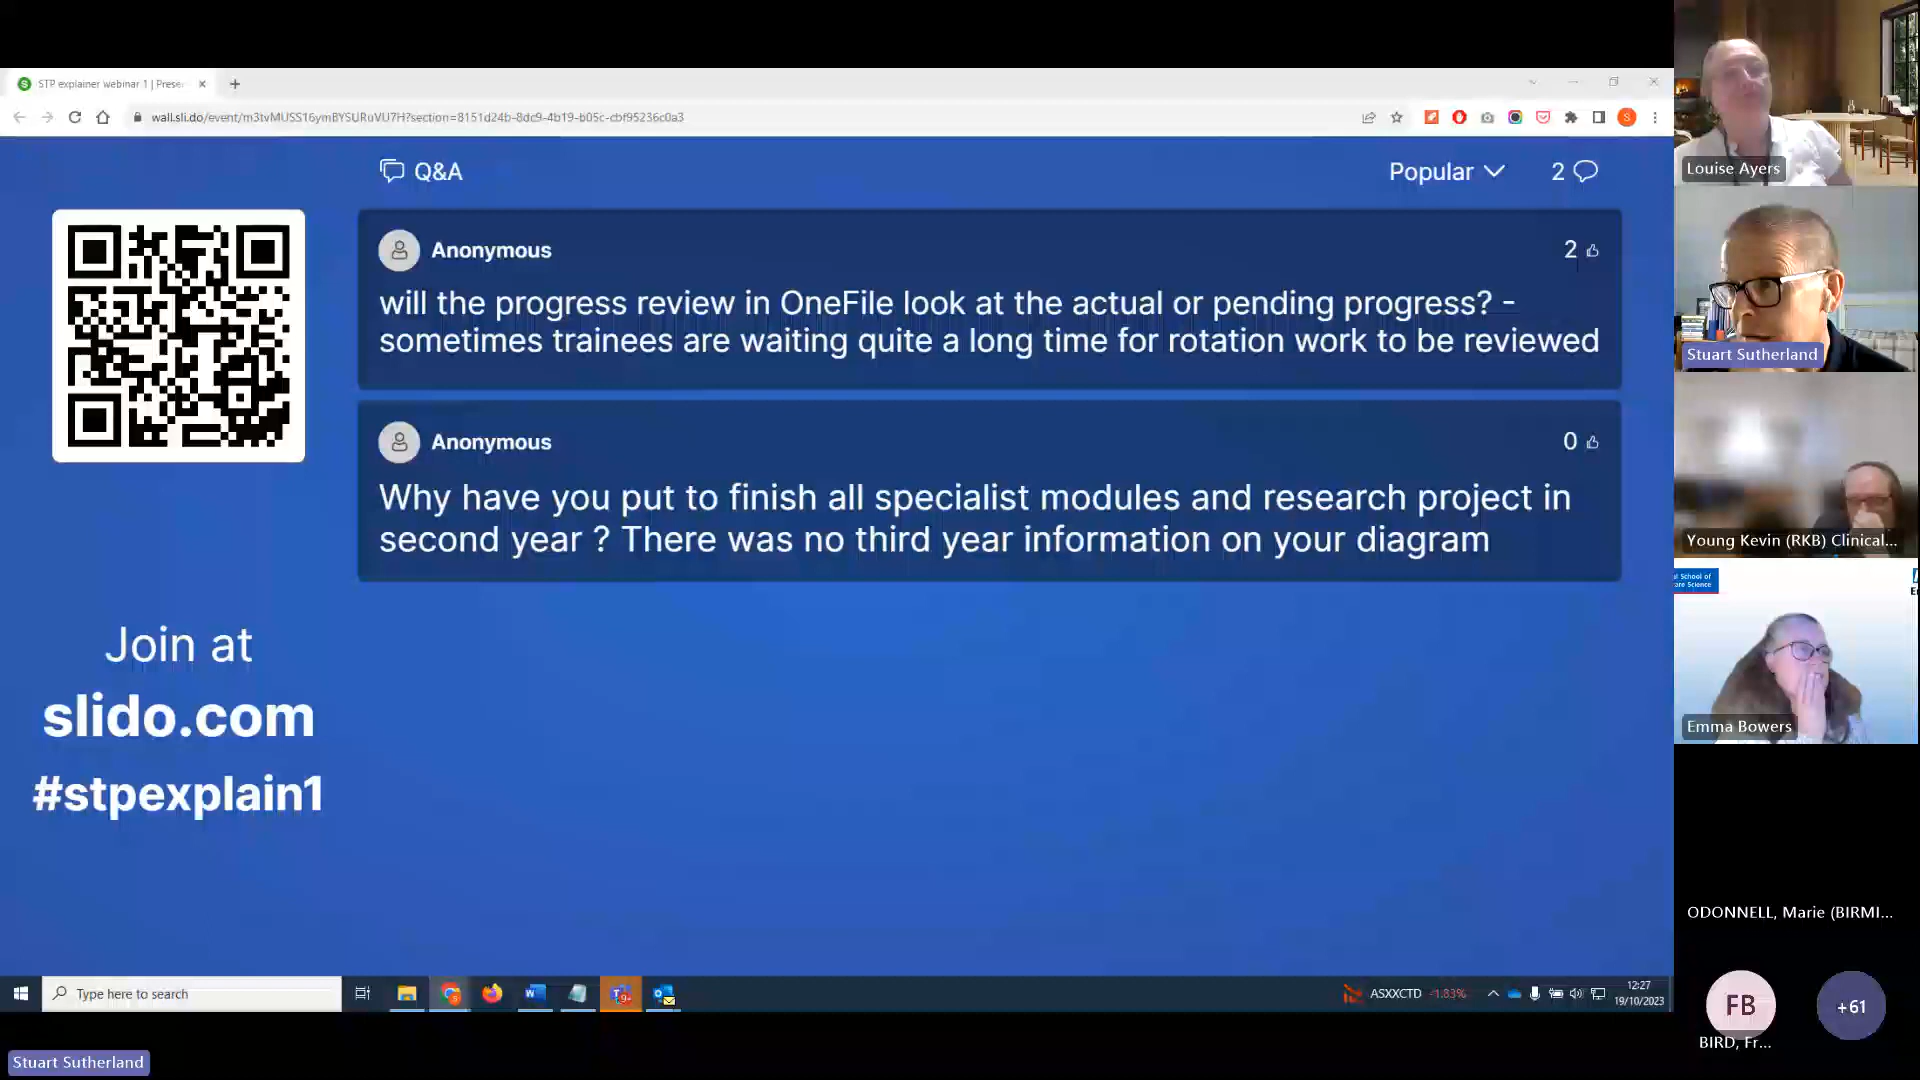 STP explainer webinar 1 | Prese
wall.sli.do/event/m3tvMUSS16ymBYSURuVU7H?section=8151d24b-8dc9-4b19-b05c-cbf95236c0a3
Q&A
Popular
2
Anonymous
2
will the progress review in OneFile look at the actual or pending progress? -
sometimes trainees are waiting quite a long time for rotation work to be reviewed
Anonymous
0
Why have you put to finish all specialist modules and research project in
second year ? There was no third year information on your diagram
Join at
slido.com
#stpexplain1
Type here to search
ASXXCTD -1.83%
12:27
19/10/2023
Stuart Sutherland
Louise Ayers
Stuart Sutherland
Young Kevin (RKB) Clinical...
l School of
are Science
Emma Bowers
ODONNELL, Marie (BIRMI...
FB
BIRD, Fr...
+61